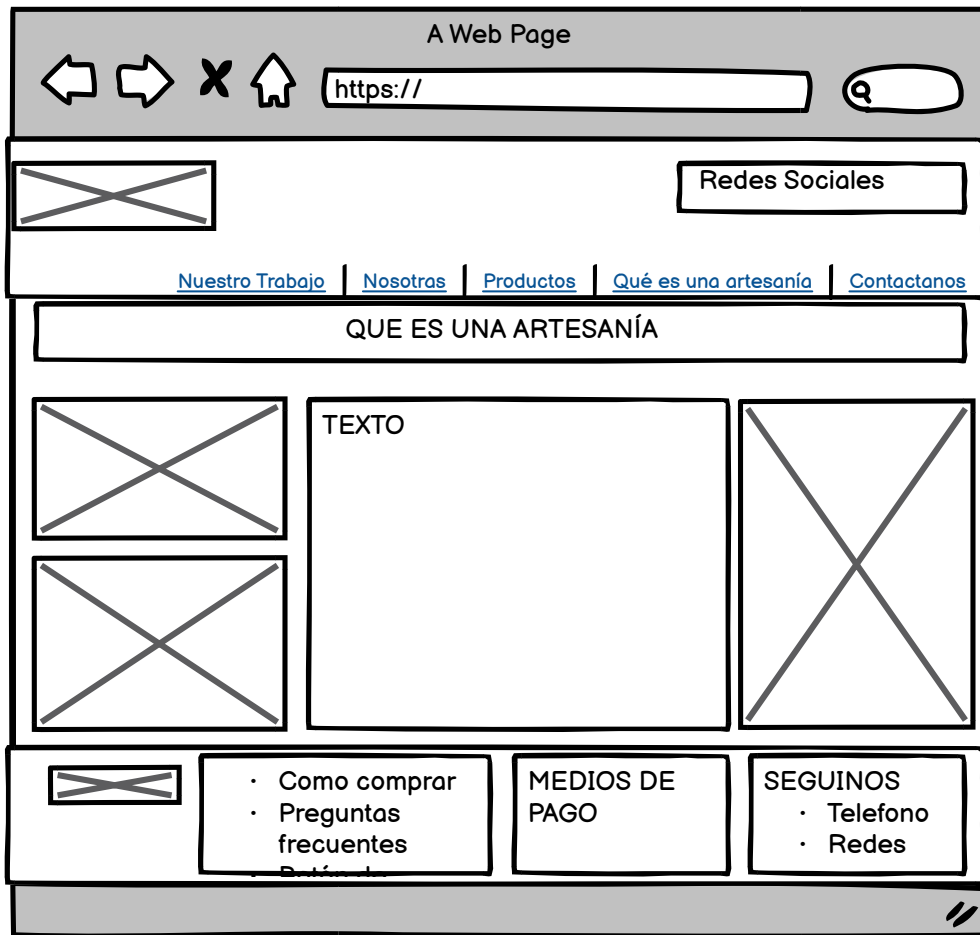 A Web Page
https://
Redes Sociales
Nuestro Trabajo | Nosotras | Productos | Qué es una artesanía | Contactanos
QUE ES UNA ARTESANÍA
TEXTO
• Como comprar
• Preguntas
frecuentes
MEDIOS DE
PAGO
SEGUINOS
• Telefono
• Redes